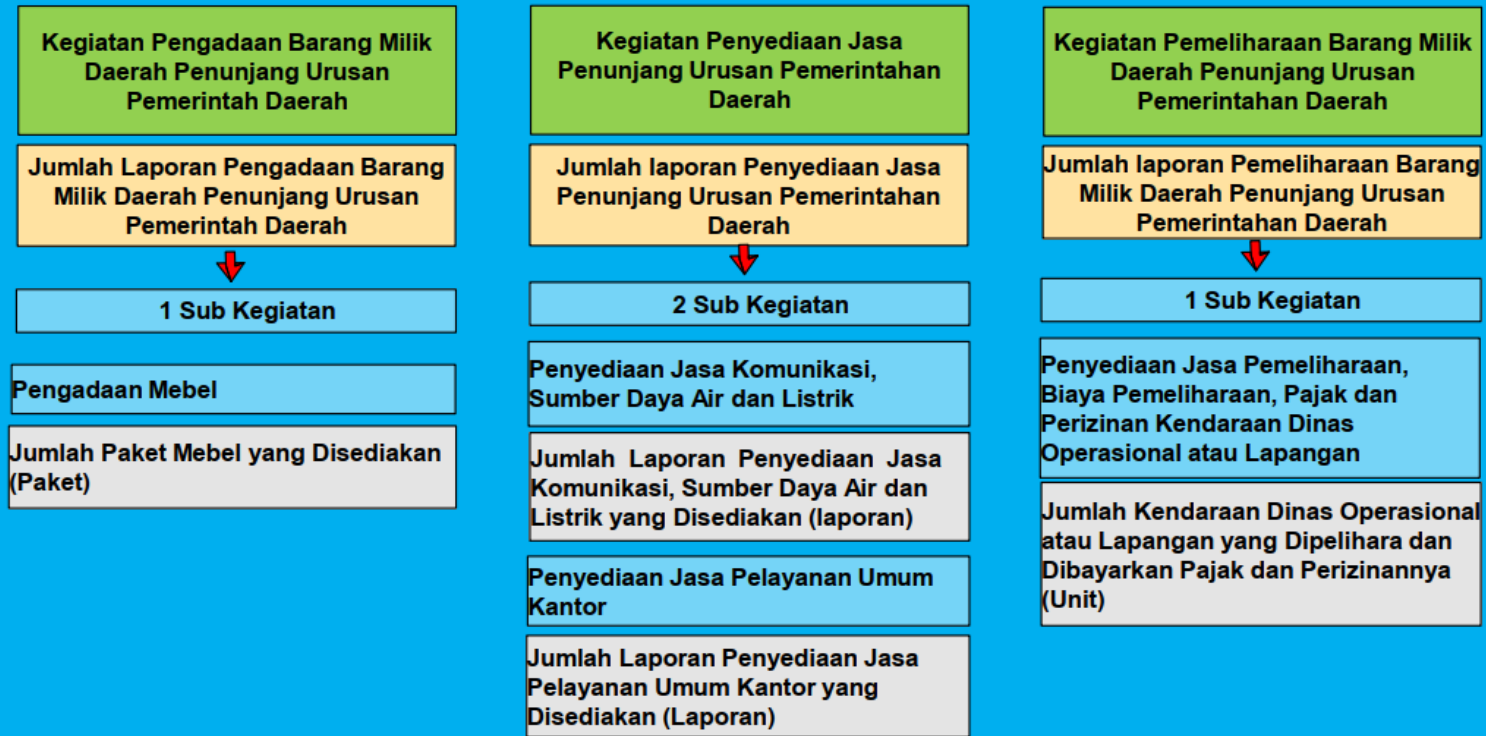 Kegiatan Pengadaan Barang Milik
Daerah Penunjang Urusan
Pemerintah Daerah
Jumlah Laporan Pengadaan Barang
Milik Daerah Penunjang Urusan
Pemerintah Daerah
1 Sub Kegiatan
Pengadaan Mebel
Jumlah Paket Mebel yang Disediakan
(Paket)
Kegiatan Penyediaan Jasa
Penunjang Urusan Pemerintahan
Daerah
Jumlah laporan Penyediaan Jasa
Penunjang Urusan Pemerintahan
Daerah
2 Sub Kegiatan
Penyediaan Jasa Komunikasi,
Sumber Daya Air dan Listrik
Jumlah Laporan Penyediaan Jasa
Komunikasi, Sumber Daya Air dan
Listrik yang Disediakan (laporan)
Penyediaan Jasa Pelayanan Umum
Kantor
Jumlah Laporan Penyediaan Jasa
Pelayanan Umum Kantor yang
Disediakan (Laporan)
Kegiatan Pemeliharaan Barang Milik
Daerah Penunjang Urusan
Pemerintahan Daerah
Jumlah laporan Pemeliharaan Barang
Milik Daerah Penunjang Urusan
Pemerintahan Daerah
1 Sub Kegiatan
Penyediaan Jasa Pemeliharaan,
Biaya Pemeliharaan, Pajak dan
Perizinan Kendaraan Dinas
Operasional atau Lapangan
Jumlah Kendaraan Dinas Operasional
atau Lapangan yang Dipelihara dan
Dibayarkan Pajak dan Perizinannya
(Unit)